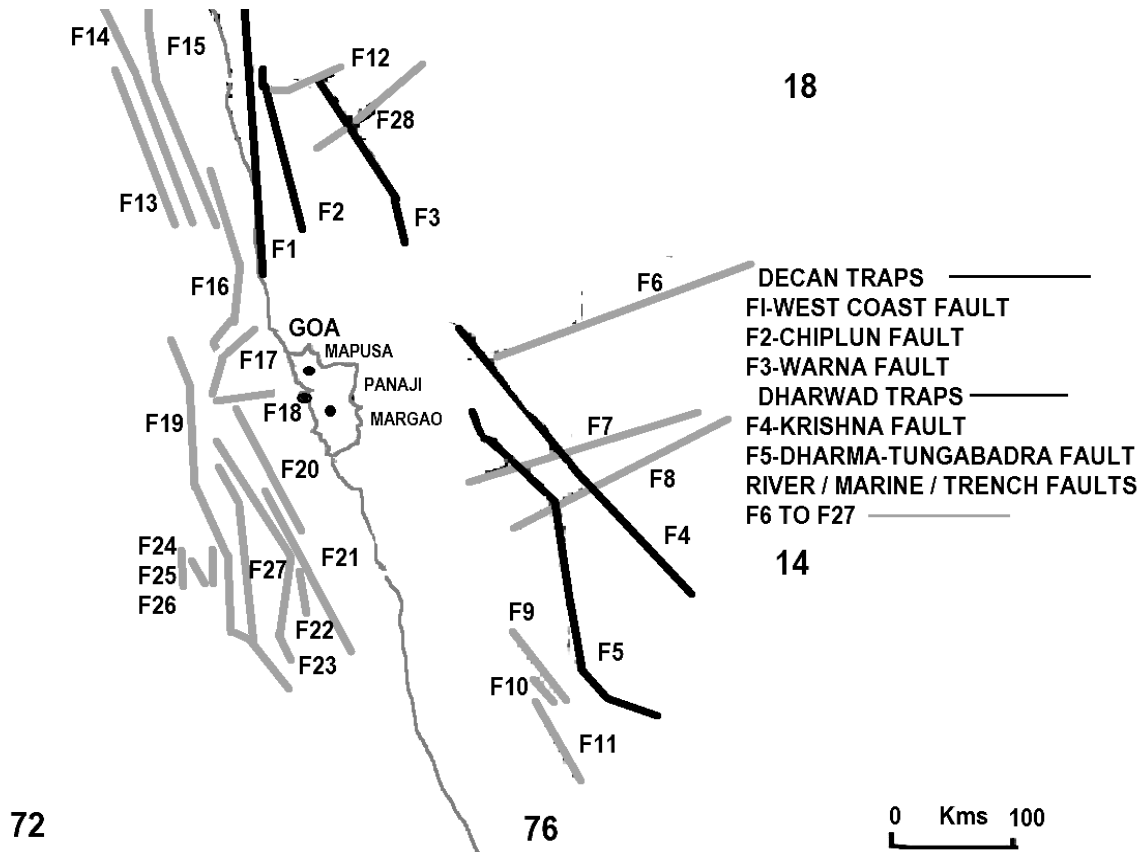 F14
F15
F12
18
F28
F13
F2
F3
F1
F16
F6
DECAN TRAPS
FI-WEST COAST FAULT
GOA
F2-CHIPLUN FAULT
MAPUSA
F17
F3-WARNA FAULT
PANAJI
DHARWAD TRAPS
F18
MARGAO
F19
F7
F4-KRISHNA FAULT
F5-DHARMA-TUNGABADRA FAULT
F20
F8
RIVER / MARINE / TRENCH FAULTS
F6 TO F27
F4
F24
F21
14
F25
F27
F26
F9
F22
F5
F23
F10
F11
72
76
0 Kms 100